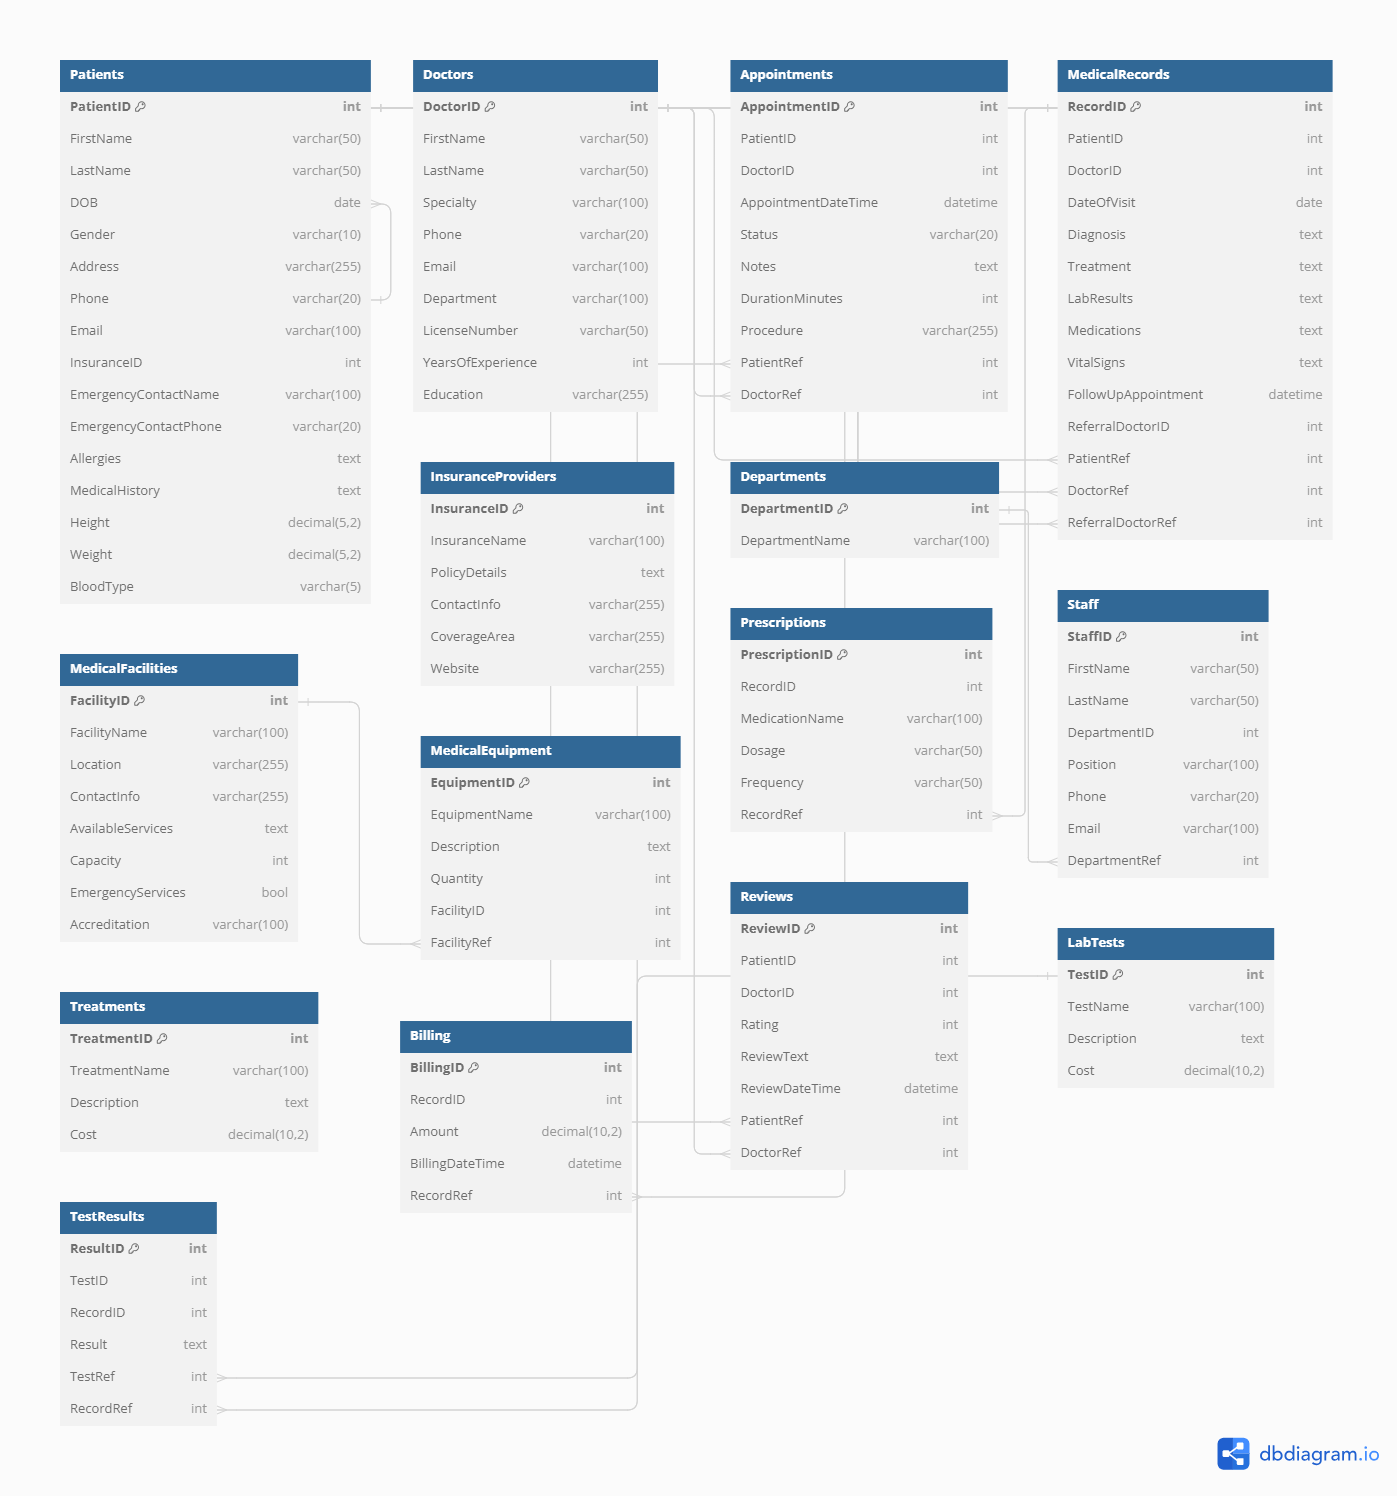 Patients
PatientID int
FirstName varchar(50)
LastName varchar(50)
DOB date
Gender varchar(10)
Address varchar(255)
Phone varchar(20)
Email varchar(100)
InsuranceID int
EmergencyContactName varchar(100)
EmergencyContactPhone varchar(20)
Allergies text
MedicalHistory text
Height decimal(5,2)
Weight decimal(5,2)
BloodType varchar(5)
Doctors
DoctorID int
FirstName varchar(50)
LastName varchar(50)
Specialty varchar(100)
Phone varchar(20)
Email varchar(100)
Department varchar(100)
LicenseNumber varchar(50)
YearsOfExperience int
Education varchar(255)
Appointments
AppointmentID int
PatientID int
DoctorID int
AppointmentDateTime datetime
Status varchar(20)
Notes text
DurationMinutes int
Procedure varchar(255)
PatientRef int
DoctorRef int
MedicalRecords
RecordID int
PatientID int
DoctorID int
DateOfVisit date
Diagnosis text
Treatment text
LabResults text
Medications text
VitalSigns text
FollowUpAppointment datetime
ReferralDoctorID int
PatientRef int
DoctorRef int
ReferralDoctorRef int
InsuranceProviders
InsuranceID int
InsuranceName varchar(100)
PolicyDetails text
ContactInfo varchar(255)
CoverageArea varchar(255)
Website varchar(255)
Departments
DepartmentID int
DepartmentName varchar(100)
Prescriptions
PrescriptionID int
RecordID int
MedicationName varchar(100)
Dosage varchar(50)
Frequency varchar(50)
RecordRef int
Staff
StaffID int
FirstName varchar(50)
LastName varchar(50)
DepartmentID int
Position varchar(100)
Phone varchar(20)
Email varchar(100)
DepartmentRef int
MedicalFacilities
FacilityID int
FacilityName varchar(100)
Location varchar(255)
ContactInfo varchar(255)
AvailableServices text
Capacity int
EmergencyServices bool
Accreditation varchar(100)
MedicalEquipment
EquipmentID int
EquipmentName varchar(100)
Description text
Quantity int
FacilityID int
FacilityRef int
Reviews
ReviewID int
PatientID int
DoctorID int
Rating int
ReviewText text
ReviewDateTime datetime
PatientRef int
DoctorRef int
LabTests
TestID int
TestName varchar(100)
Description text
Cost decimal(10,2)
Treatments
TreatmentID int
TreatmentName varchar(100)
Description text
Cost decimal(10,2)
Billing
BillingID int
RecordID int
Amount decimal(10,2)
BillingDateTime datetime
RecordRef int
TestResults
ResultID int
TestID int
RecordID int
Result text
TestRef int
RecordRef int
dbdiagram.io